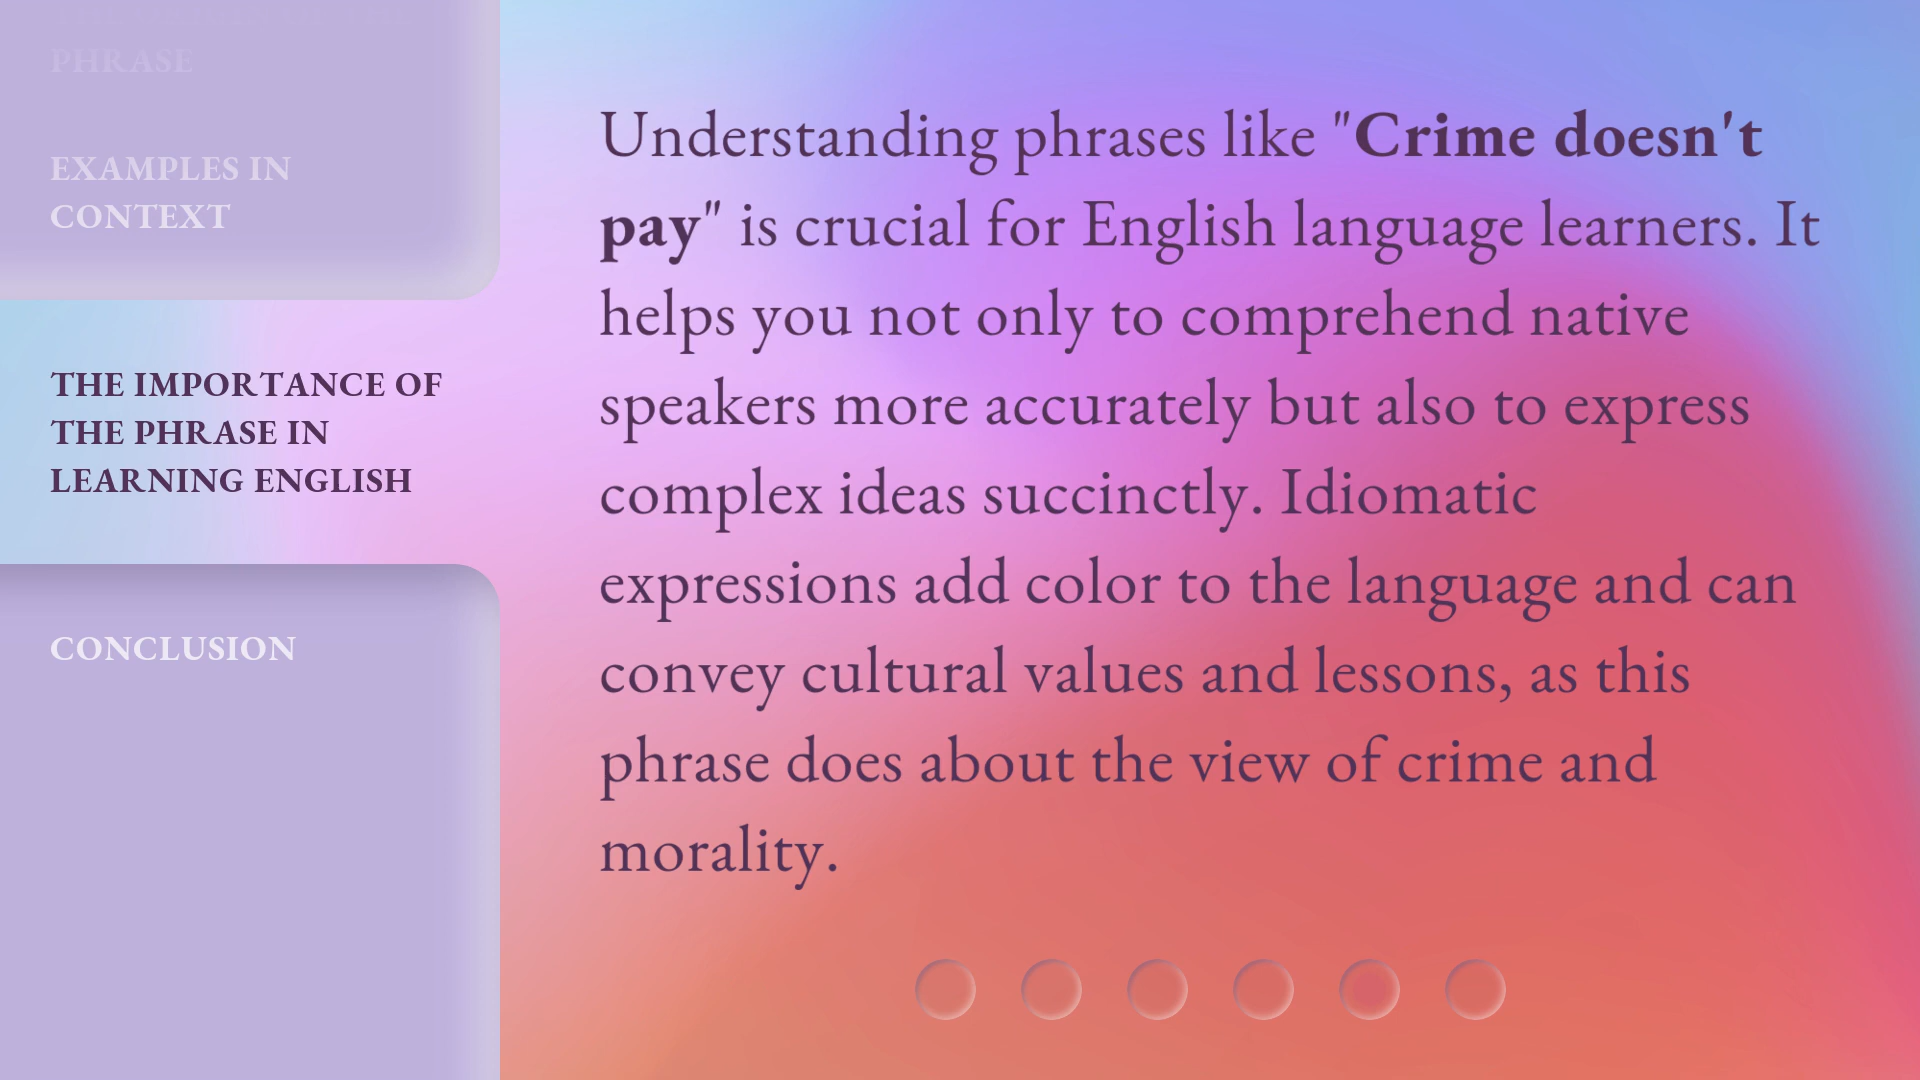 PHRASE
EXAMPLES IN
CONTEXT
THE IMPORTANCE OF
THE PHRASE IN
LEARNING ENGLISH
CONCLUSION
Understanding phrases like "Crime doesn't
pay" is crucial for English language learners. It
helps you not only to comprehend native
speakers more accurately but also to express
complex ideas succinctly. Idiomatic
expressions add color to the language and can
convey cultural values and lessons, as this
phrase does about the view of crime and
morality.